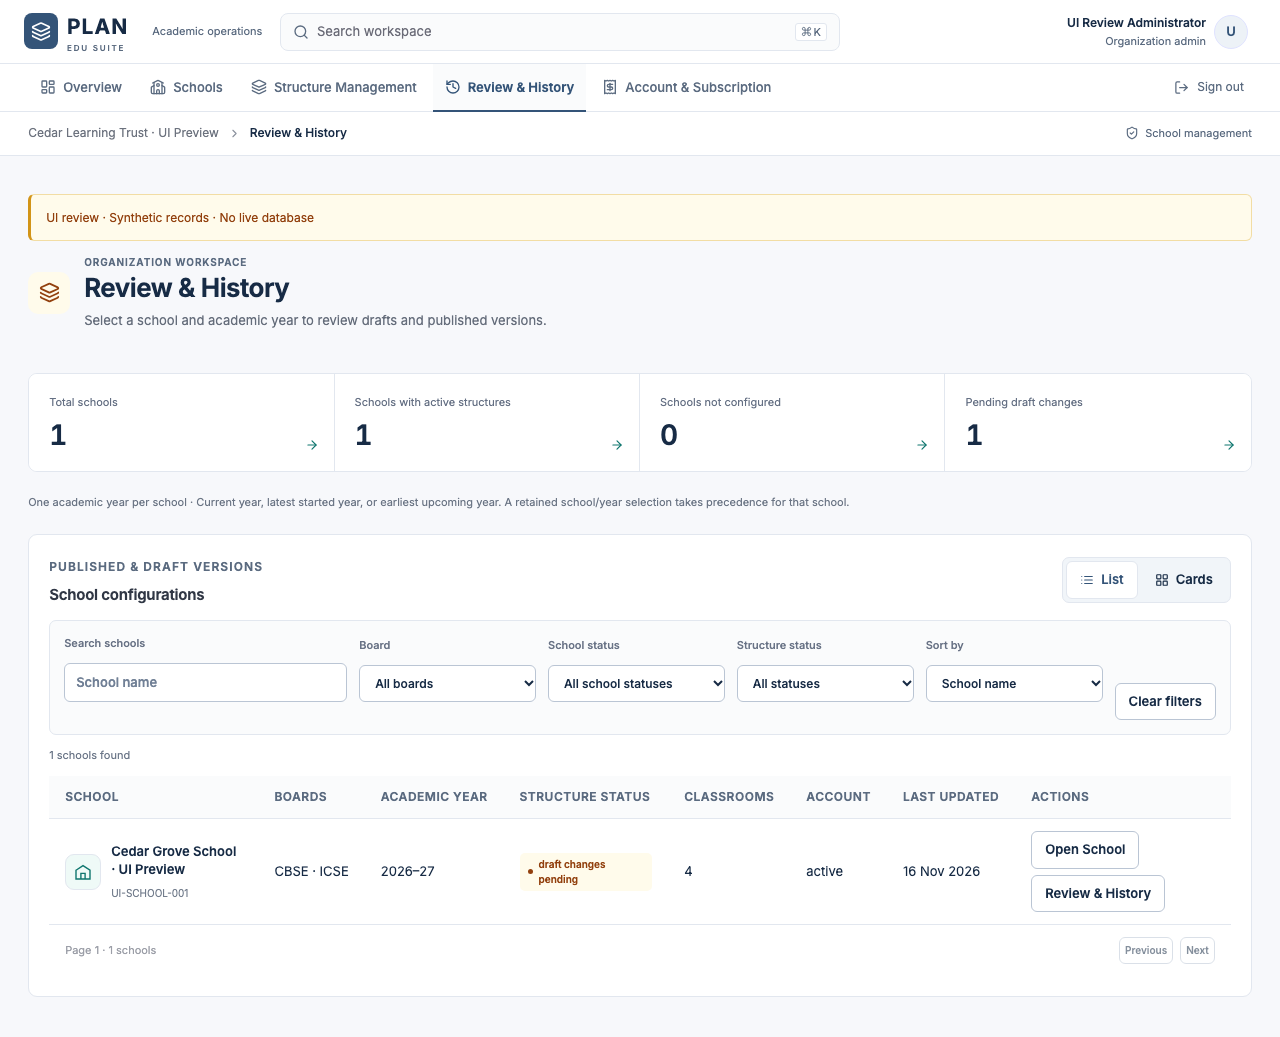 PLAN
EDU SUITE
Academic operations
Search workspace
⌘K
UI Review Administrator
Organization admin
U
Overview
Schools
Structure Management
Review & History
Account & Subscription
Sign out
Cedar Learning Trust · UI Preview
Review & History
School management
UI review · Synthetic records · No live database
ORGANIZATION WORKSPACE
Review & History
Select a school and academic year to review drafts and published versions.
Total schools
1
Schools with active structures
1
Schools not configured
0
Pending draft changes
1
One academic year per school · Current year, latest started year, or earliest upcoming year. A retained school/year selection takes precedence for that school.
PUBLISHED & DRAFT VERSIONS
School configurations
List
Cards
Search schools
School name
Board
All boards
School status
All school statuses
Structure status
All statuses
Sort by
School name
Clear filters
1 schools found
SCHOOL
BOARDS
ACADEMIC YEAR
STRUCTURE STATUS
CLASSROOMS
ACCOUNT
LAST UPDATED
ACTIONS
Cedar Grove School
· UI Preview
UI-SCHOOL-001
CBSE · ICSE
2026–27
draft changes
pending
4
active
16 Nov 2026
Open School
Review & History
Page 1 · 1 schools
Previous
Next